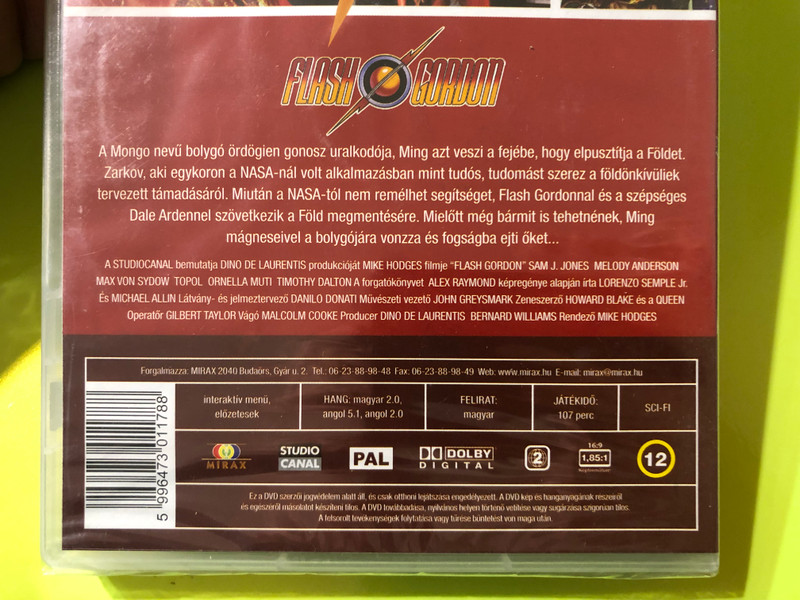 FLASH GORDON
A Mongo nevű bolygó ördögien gonosz uralkodója, Ming azt veszi a fejébe, hogy elpusztítja a Földet.
Zarkov, aki egykoron a NASA-nál volt alkalmazásban mint tudós, tudomást szerez a földönkívüliek
tervezett támadásáról. Miután a NASA-tól nem remélhet segítséget, Flash Gordonnal és a szépséges
Dale Ardennel szövetkezik a Föld megmentésére. Mielőtt még bármit is tehetnének, Ming
mágneseivel a bolygójára vonzza és fogságba ejti őket...
A STUDIOCANAL bemutatja DINO DE LAURENTIS produkcióját MIKE HODGES filmje "FLASH GORDON" SAM J. JONES MELODY ANDERSON
MAX VON SYDOW TOPOL ORNELLA MUTI TIMOTHY DALTON A forgatókönyvet ALEX RAYMOND képregénye alapján írta LORENZO SEMPLE Jr.
És MICHAEL ALLIN Látvány- és jelmeztervező DANILO DONATI Művészeti vezető JOHN GREYSMARK Zeneszerző HOWARD BLAKE és a QUEEN
Operatőr GILBERT TAYLOR Vágó MALCOLM COOKE Producer DINO DE LAURENTIS BERNARD WILLIAMS Rendező MIKE HODGES
Forgalmazza: MIRAX 2040 Budaörs, Gyár u. 2. Tel.: 06-23-88-98-48 Fax: 06-23-88-98-49 Web: www.mirax.hu E-mail: mirax@mirax.hu
interaktív menü,
előzetesek
HANG: magyar 2.0,
angol 5.1, angol 2.0
FELIRAT:
magyar
JÁTÉKIDŐ:
107 perc
SCI-FI
5 996473 011788
MIRAX
STUDIO
CANAL
PAL
DOLBY
DIGITAL
2
16:9
1,85:1
12
Ez a DVD szerzői jogvédelem alatt áll, és csak otthoni lejátszása engedélyezett. A DVD kép és hanganyagának részeiről
és egészéről másolatot készíteni tilos. A DVD továbbadása, nyilvános helyen történő vetítése vagy sugárzása szigorúan tilos.
A felsorolt tevékenységek folytatása vagy tűrése büntetést von maga után.